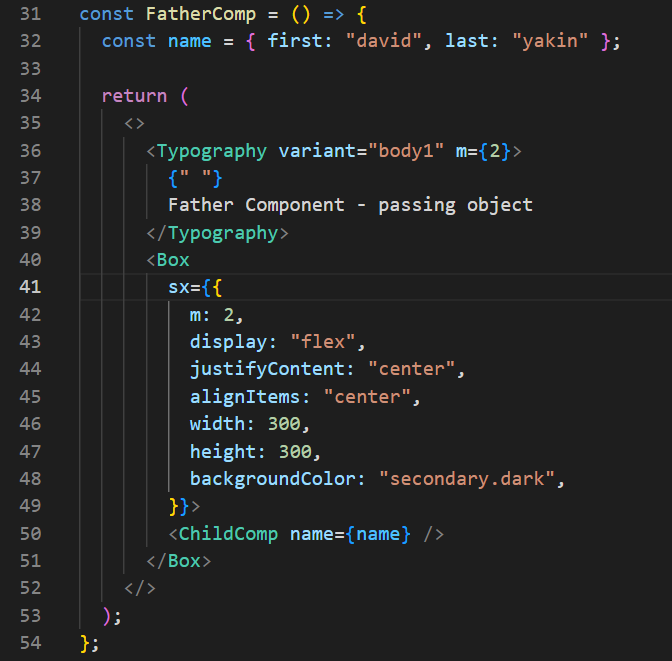 31 const FatherComp = () => {
32   const name = { first: "david", last: "yakin" };
33
34   return (
35     <>
36       <Typography variant="body1" m={2}>
37         {" "}
38         Father Component - passing object
39       </Typography>
40       <Box
41         sx={{
42           m: 2,
43           display: "flex",
44           justifyContent: "center",
45           alignItems: "center",
46           width: 300,
47           height: 300,
48           backgroundColor: "secondary.dark",
49         }}>
50         <ChildComp name={name} />
51       </Box>
52     </>
53   );
54 };